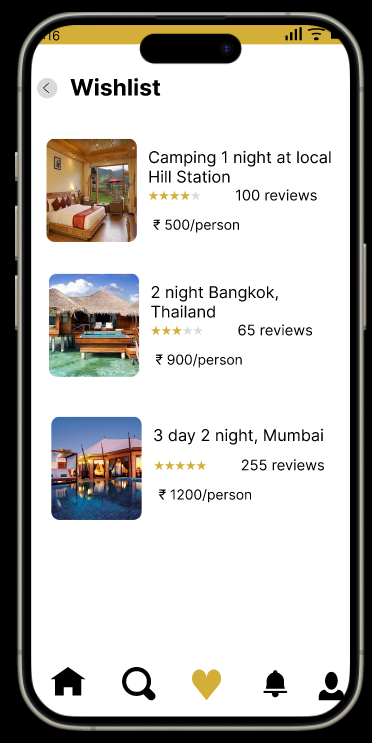 Wishlist
Camping 1 night at local
Hill Station
100 reviews
₹ 500/person
2 night Bangkok,
Thailand
65 reviews
₹ 900/person
3 day 2 night, Mumbai
255 reviews
₹ 1200/person